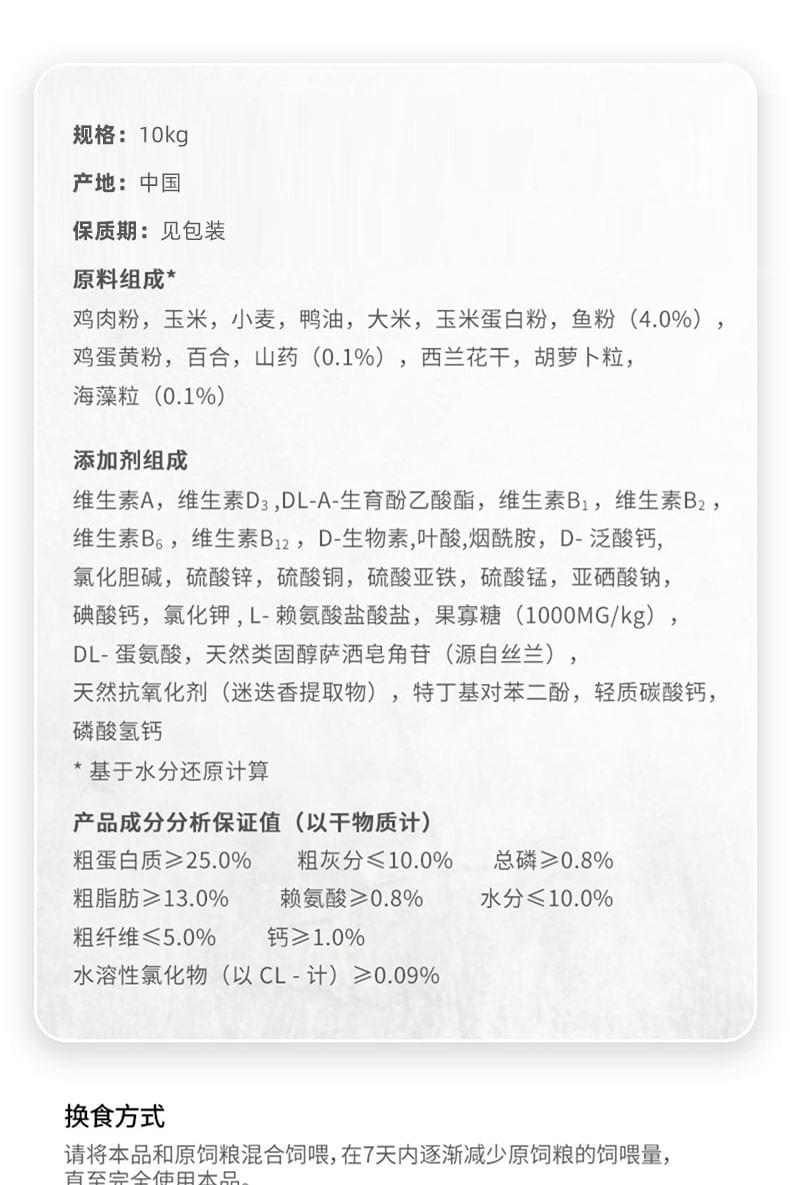 规格：10kg
产地：中国
保质期：见包装
原料组成*
鸡肉粉，玉米，小麦，鸭油，大米，玉米蛋白粉，鱼粉（4.0%），
鸡蛋黄粉，百合，山药（0.1%），西兰花干，胡萝卜粒，
海藻粒（0.1%）
添加剂组成
维生素A，维生素D₃ ,DL-A-生育酚乙酸酯，维生素B₁，维生素B₂，
维生素B₆，维生素B₁₂，D-生物素,叶酸,烟酰胺，D- 泛酸钙,
氯化胆碱，硫酸锌，硫酸铜，硫酸亚铁，硫酸锰，亚硒酸钠，
碘酸钙，氯化钾 , L- 赖氨酸盐酸盐，果寡糖（1000MG/kg），
DL- 蛋氨酸，天然类固醇萨洒皂角苷（源自丝兰），
天然抗氧化剂（迷迭香提取物），特丁基对苯二酚，轻质碳酸钙，
磷酸氢钙
* 基于水分还原计算
产品成分分析保证值（以干物质计）
粗蛋白质≥25.0% 粗灰分≤10.0% 总磷≥0.8%
粗脂肪≥13.0% 赖氨酸≥0.8% 水分≤10.0%
粗纤维≤5.0% 钙≥1.0%
水溶性氯化物（以 CL - 计）≥0.09%
换食方式
请将本品和原饲粮混合饲喂，在7天内逐渐减少原饲粮的饲喂量，
直至完全使用本品。